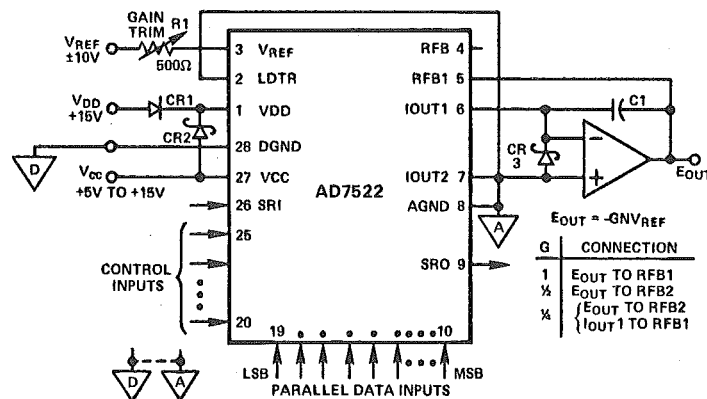 GAIN
TRIM R1
VREF
±10V
500Ω
3 VREF
2 LDTR
VDD
+15V
CR1
1 VDD
CR2
28 DGND
D
VCC
+5V TO +15V
27 VCC
26 SRI
25
CONTROL
INPUTS
20
AD7522
RFB 4
RFB1 5
IOUT1 6
IOUT2 7
AGND 8
SRO 9
C1
CR
3
−
+
EOUT
A
EOUT = -GNVREF
G CONNECTION
1 EOUT TO RFB1
½ EOUT TO RFB2
¼ { EOUT TO RFB2
IOUT1 TO RFB1
19 10
D A
LSB MSB
PARALLEL DATA INPUTS